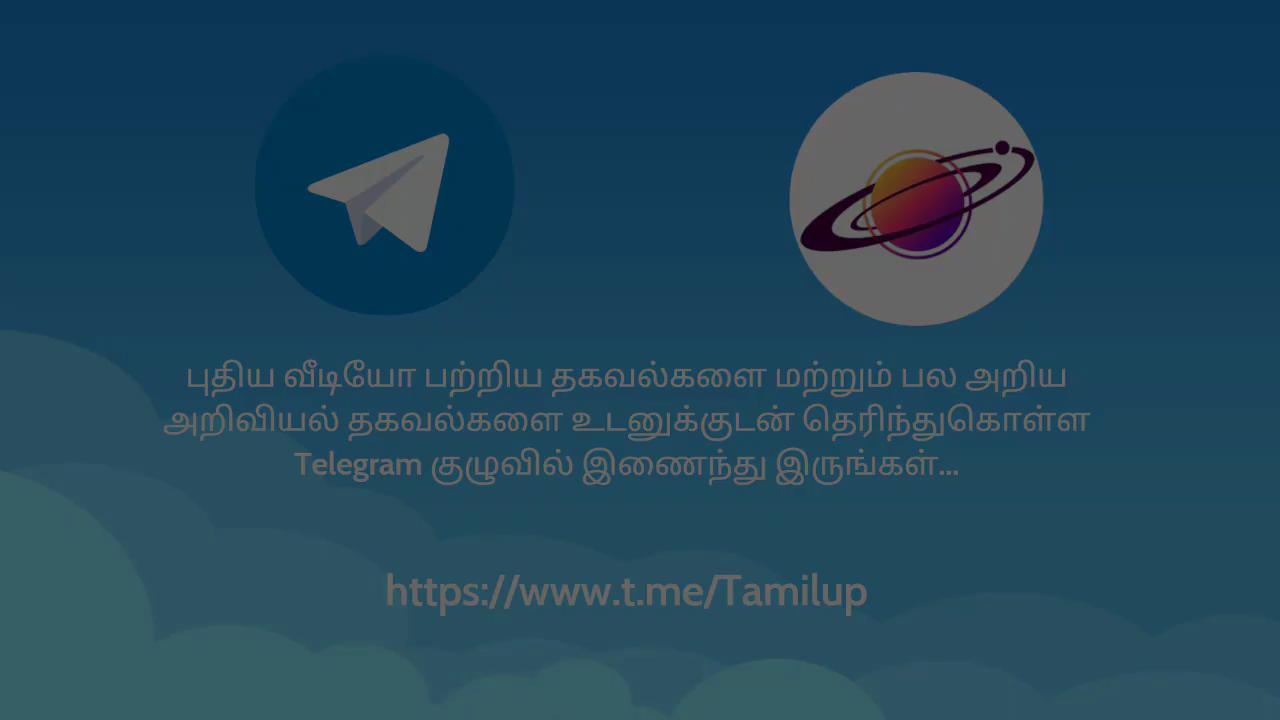 புதிய வீடியோ பற்றிய தகவல்களை மற்றும் பல அறிய
அறிவியல் தகவல்களை உடனுக்குடன் தெரிந்துகொள்ள
Telegram குழுவில் இணைந்து இருங்கள்...
https://www.t.me/Tamilup